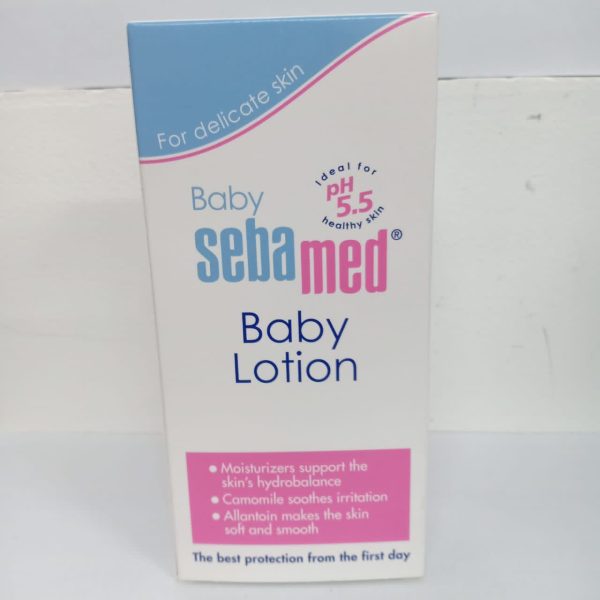 For delicate skin
Ideal for
pH
5.5
healthy skin
Baby
sebamed®
Baby
Lotion
• Moisturizers support the
skin's hydrobalance
• Camomile soothes irritation
• Allantoin makes the skin
soft and smooth
The best protection from the first day